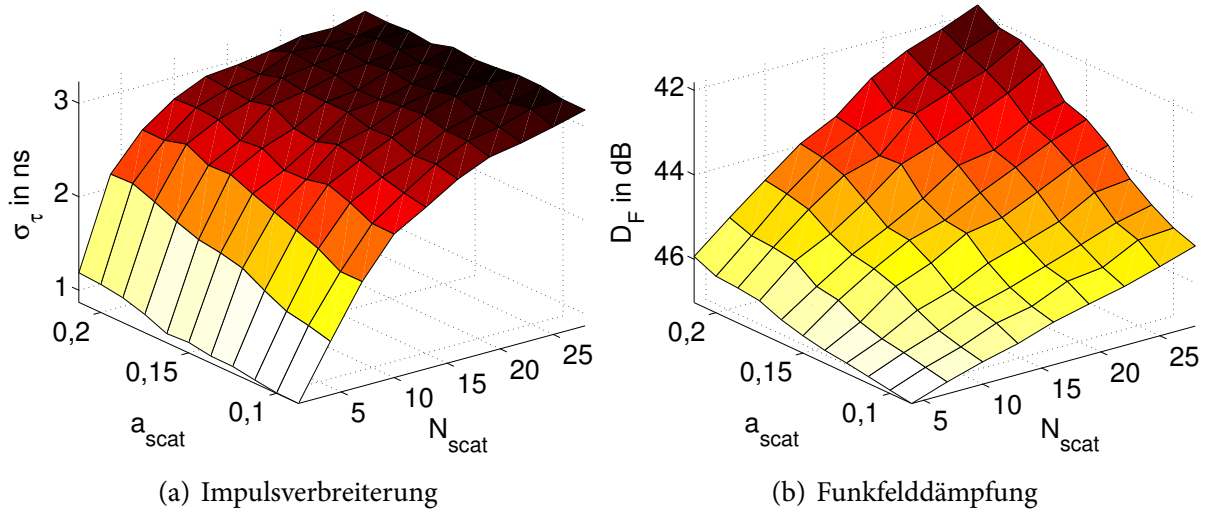 3
2
1
σ_τ in ns
0,2
0,15
0,1
a_scat
5
10
15
20
25
N_scat
(a) Impulsverbreiterung
42
44
46
D_F in dB
0,2
0,15
0,1
a_scat
5
10
15
20
25
N_scat
(b) Funkfelddämpfung